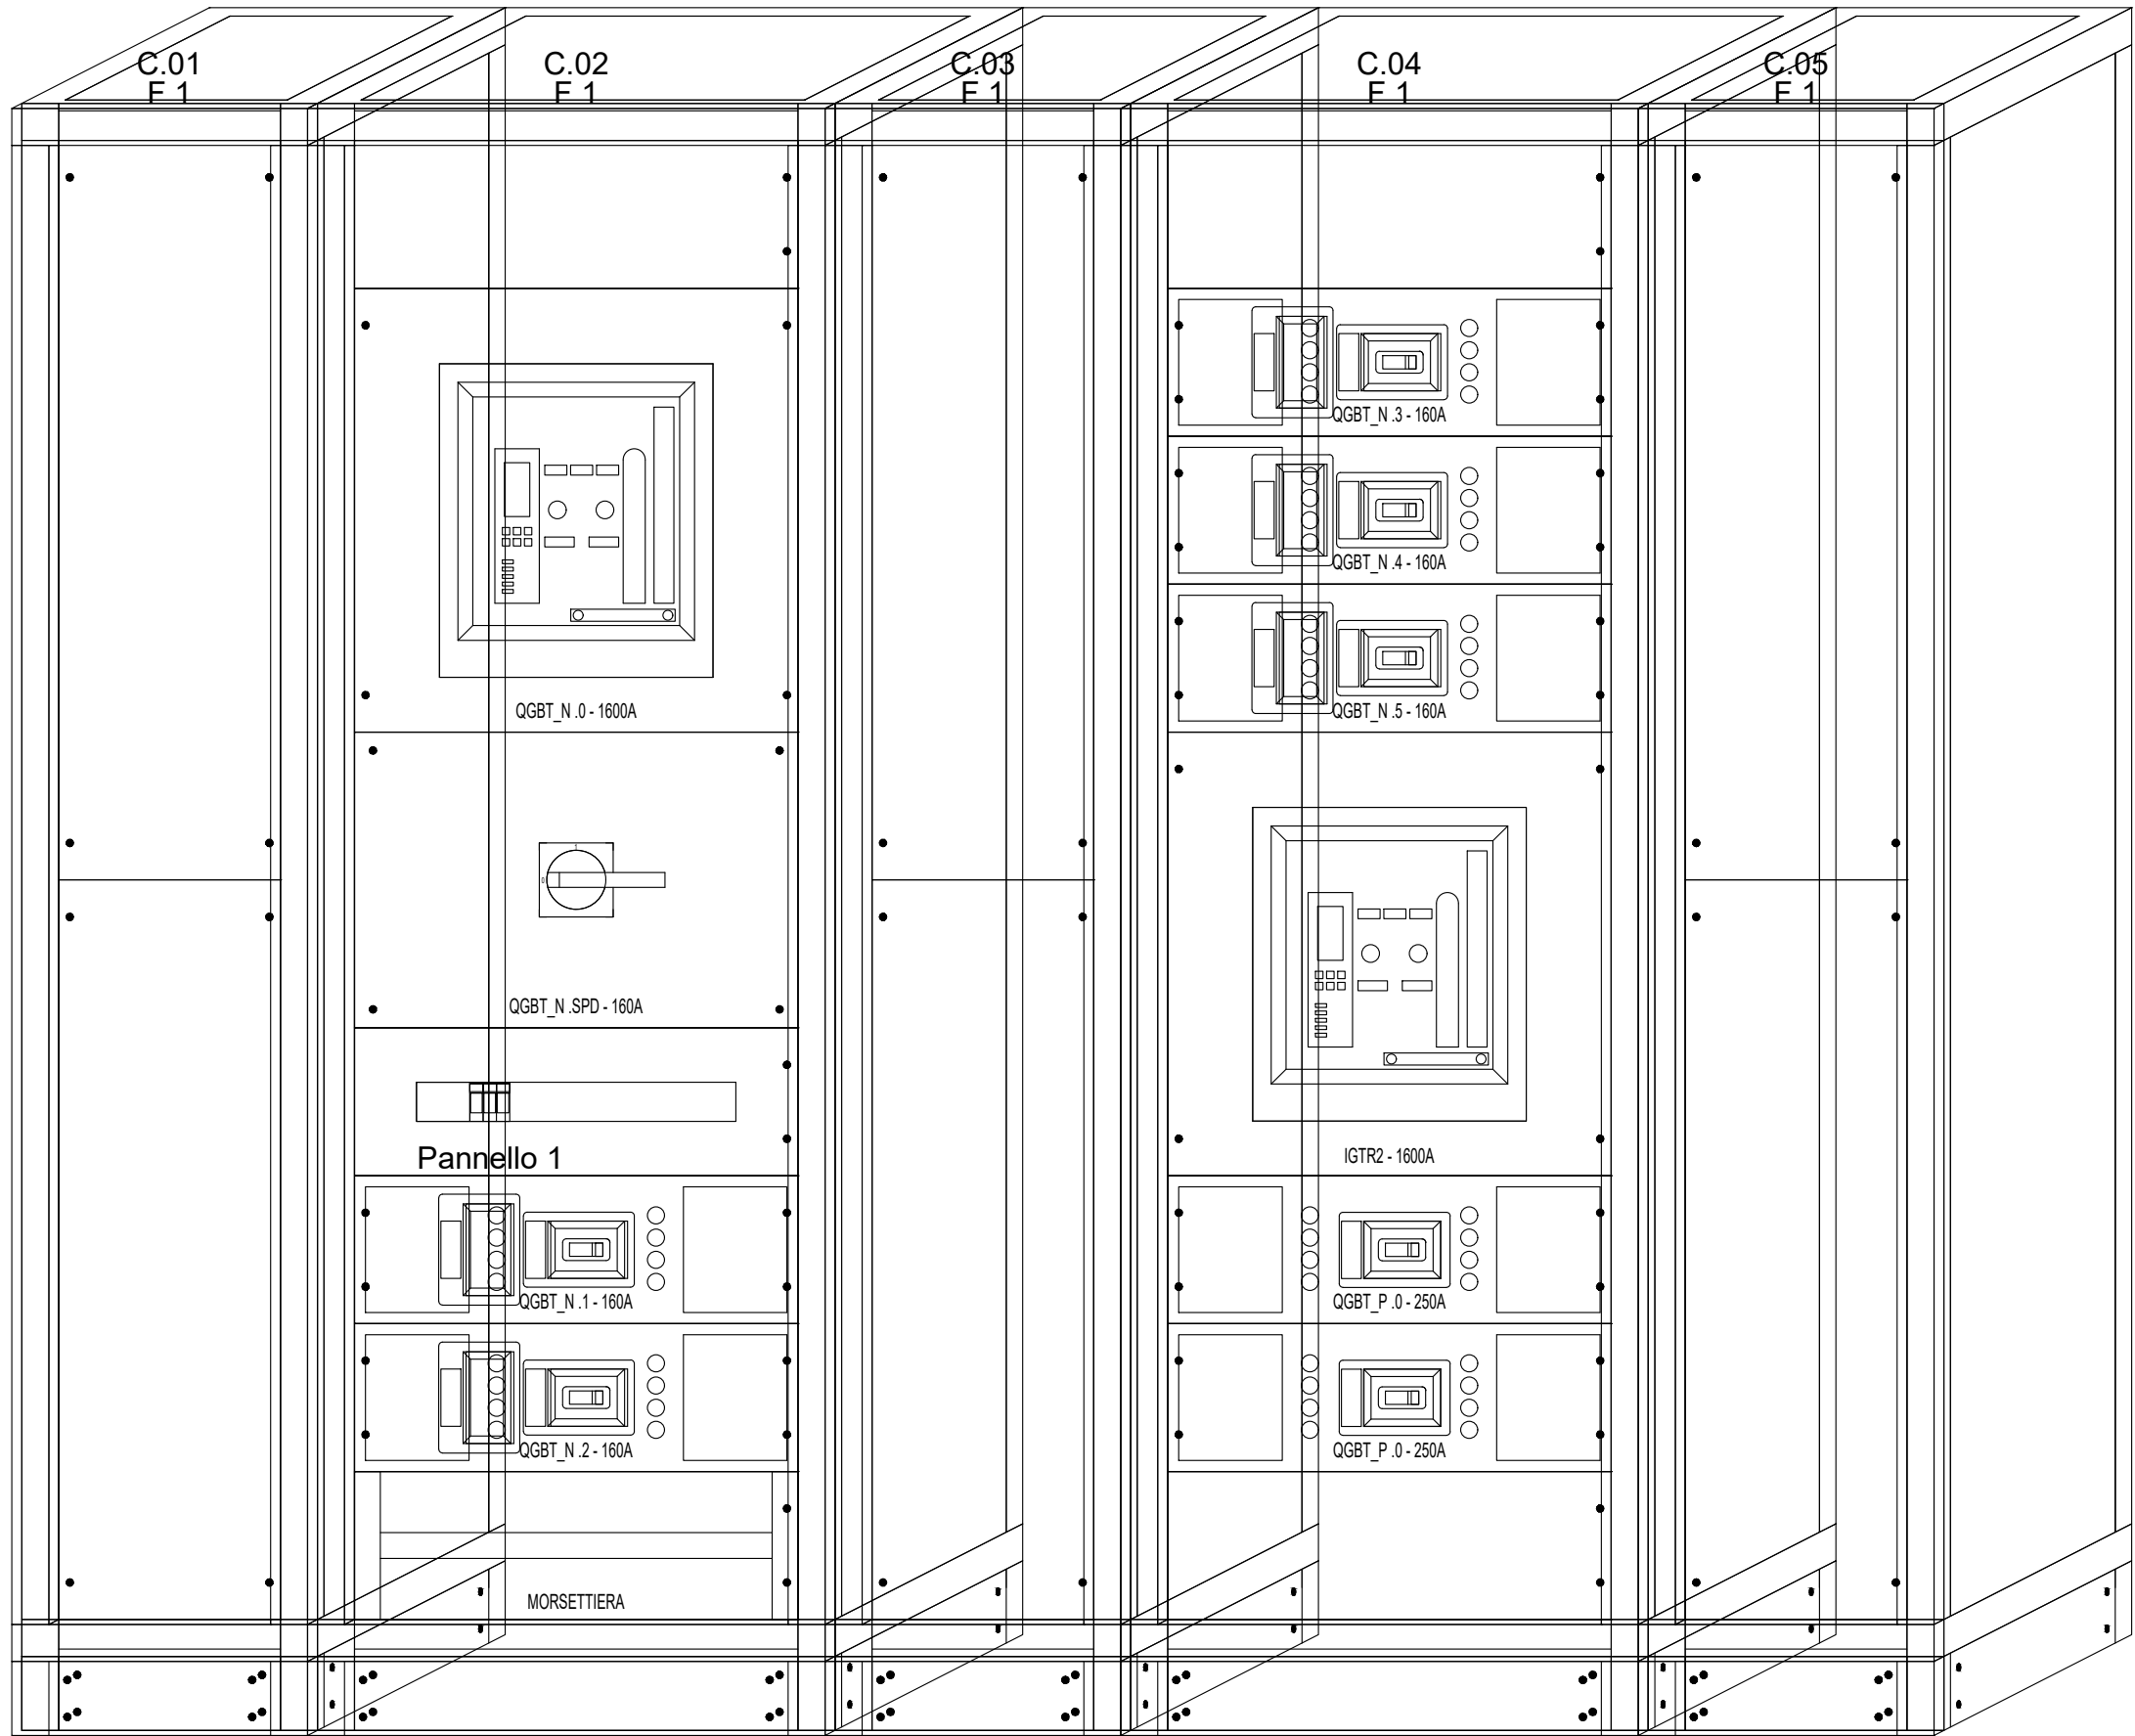 C.01
F 1
C.02
F 1
C.03
F 1
C.04
F 1
C.05
F 1
QGBT_N .0 - 1600A
1
0
QGBT_N .SPD - 160A
Pannello 1
QGBT_N .1 - 160A
QGBT_N .2 - 160A
MORSETTIERA
QGBT_N .3 - 160A
QGBT_N .4 - 160A
QGBT_N .5 - 160A
IGTR2 - 1600A
QGBT_P .0 - 250A
QGBT_P .0 - 250A